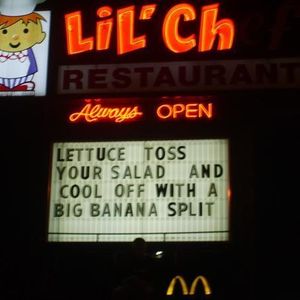 LiL' Ch
RESTAURANT
Always OPEN
LETTUCE TOSS
YOUR SALAD AND
COOL OFF WITH A
BIG BANANA SPLIT